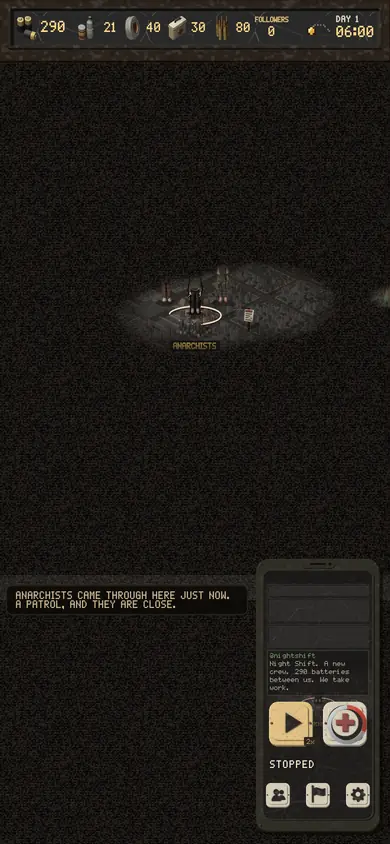 290 21 40 30 80 FOLLOWERS 0 DAY 1 06:00
ANARCHISTS
ANARCHISTS CAME THROUGH HERE JUST NOW.
A PATROL, AND THEY ARE CLOSE.
@nightshift
Night Shift. A new
crew. 290 batteries
between us. We take
work.
2x
STOPPED